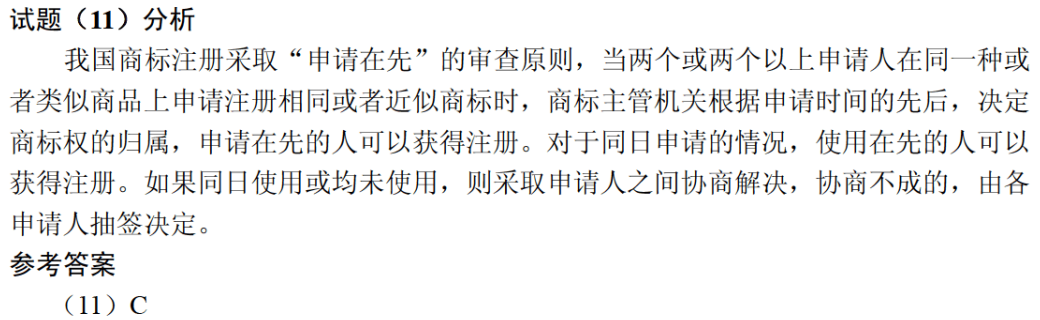 试题（11）分析
我国商标注册采取“申请在先”的审查原则，当两个或两个以上申请人在同一种或
者类似商品上申请注册相同或者近似商标时，商标主管机关根据申请时间的先后，决定
商标权的归属，申请在先的人可以获得注册。对于同日申请的情况，使用在先的人可以
获得注册。如果同日使用或均未使用，则采取申请人之间协商解决，协商不成的，由各
申请人抽签决定。
参考答案
（11）C